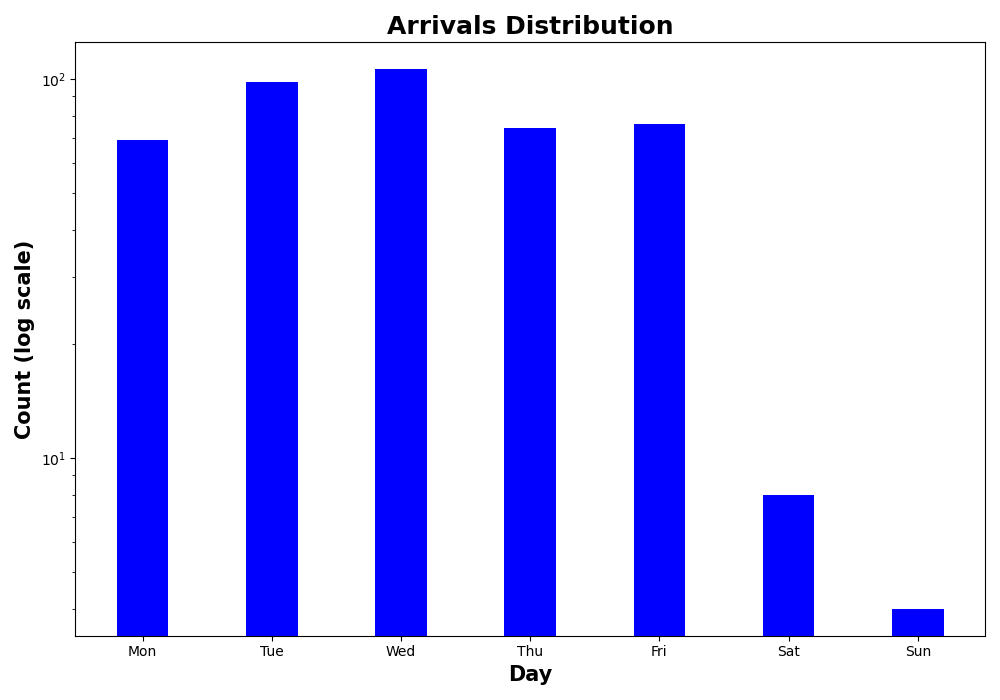 Arrivals Distribution
Count (log scale)
10²
10¹
Mon Tue Wed Thu Fri Sat Sun
Day